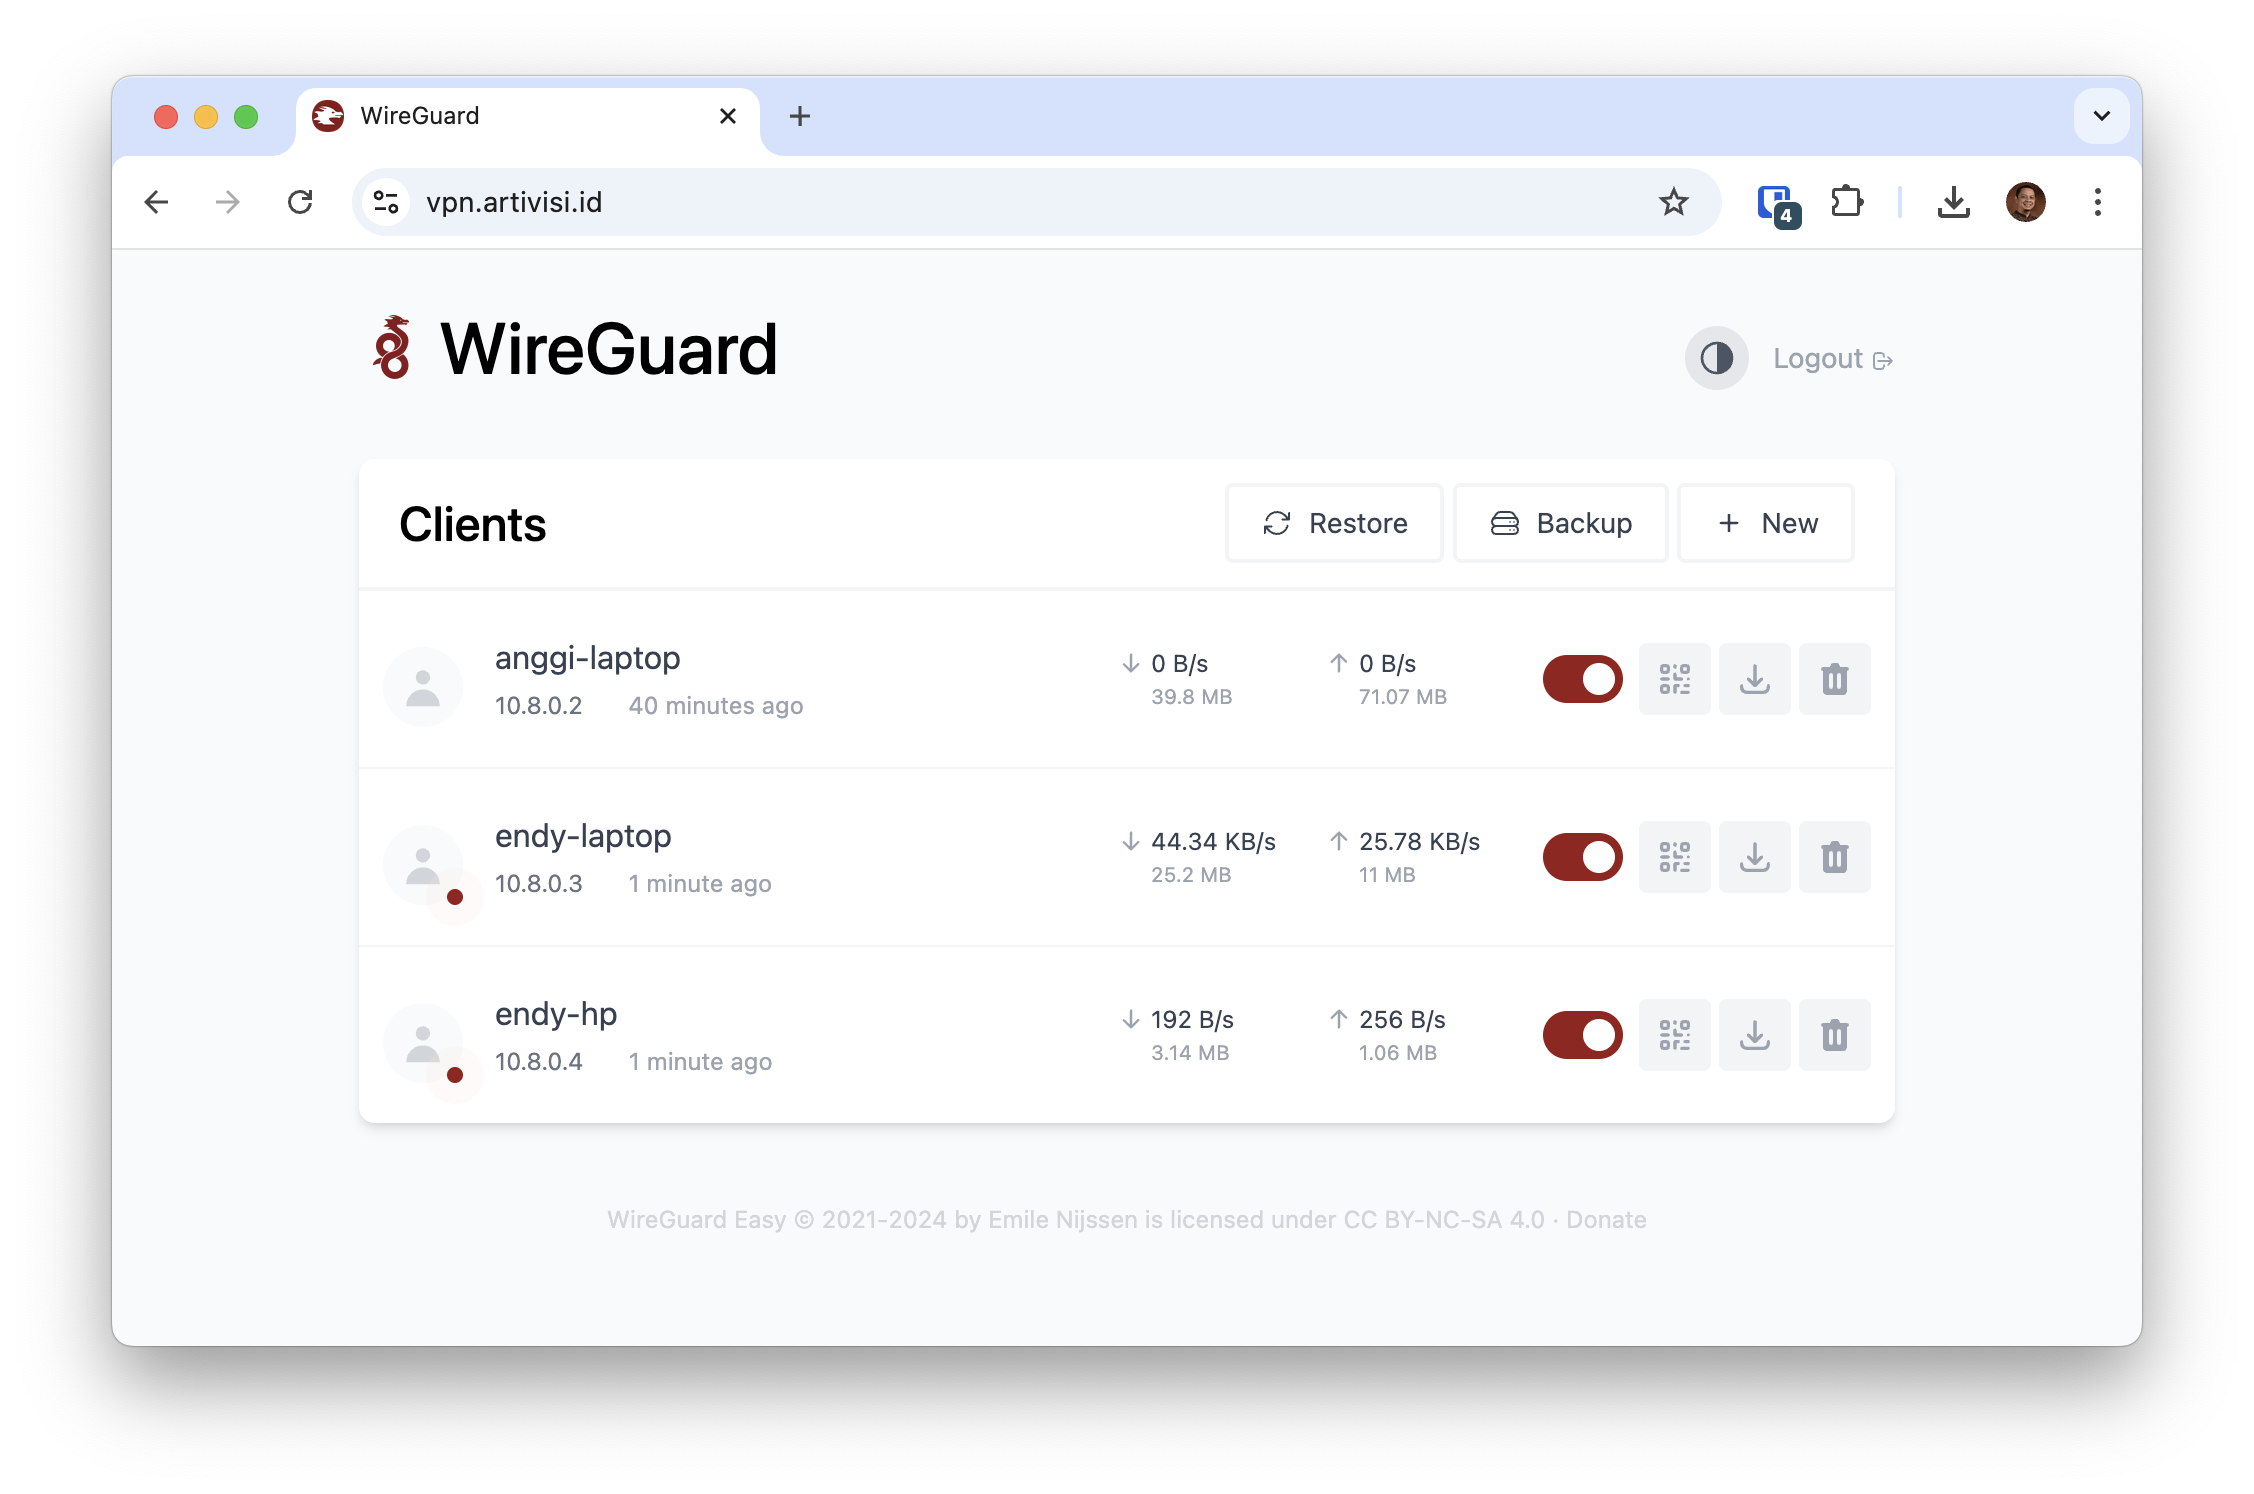 WireGuard
vpn.artivisi.id
4
WireGuard
Logout
Clients
Restore
Backup
New
anggi-laptop
10.8.0.2 40 minutes ago
0 B/s
39.8 MB
0 B/s
71.07 MB
endy-laptop
10.8.0.3 1 minute ago
44.34 KB/s
25.2 MB
25.78 KB/s
11 MB
endy-hp
10.8.0.4 1 minute ago
192 B/s
3.14 MB
256 B/s
1.06 MB
WireGuard Easy © 2021-2024 by Emile Nijssen is licensed under CC BY-NC-SA 4.0 · Donate